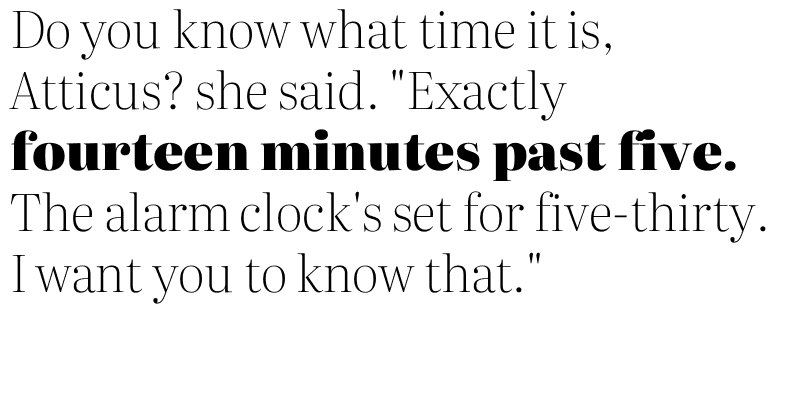 Do you know what time it is,
Atticus? she said. "Exactly
fourteen minutes past five.
The alarm clock's set for five-thirty.
I want you to know that."